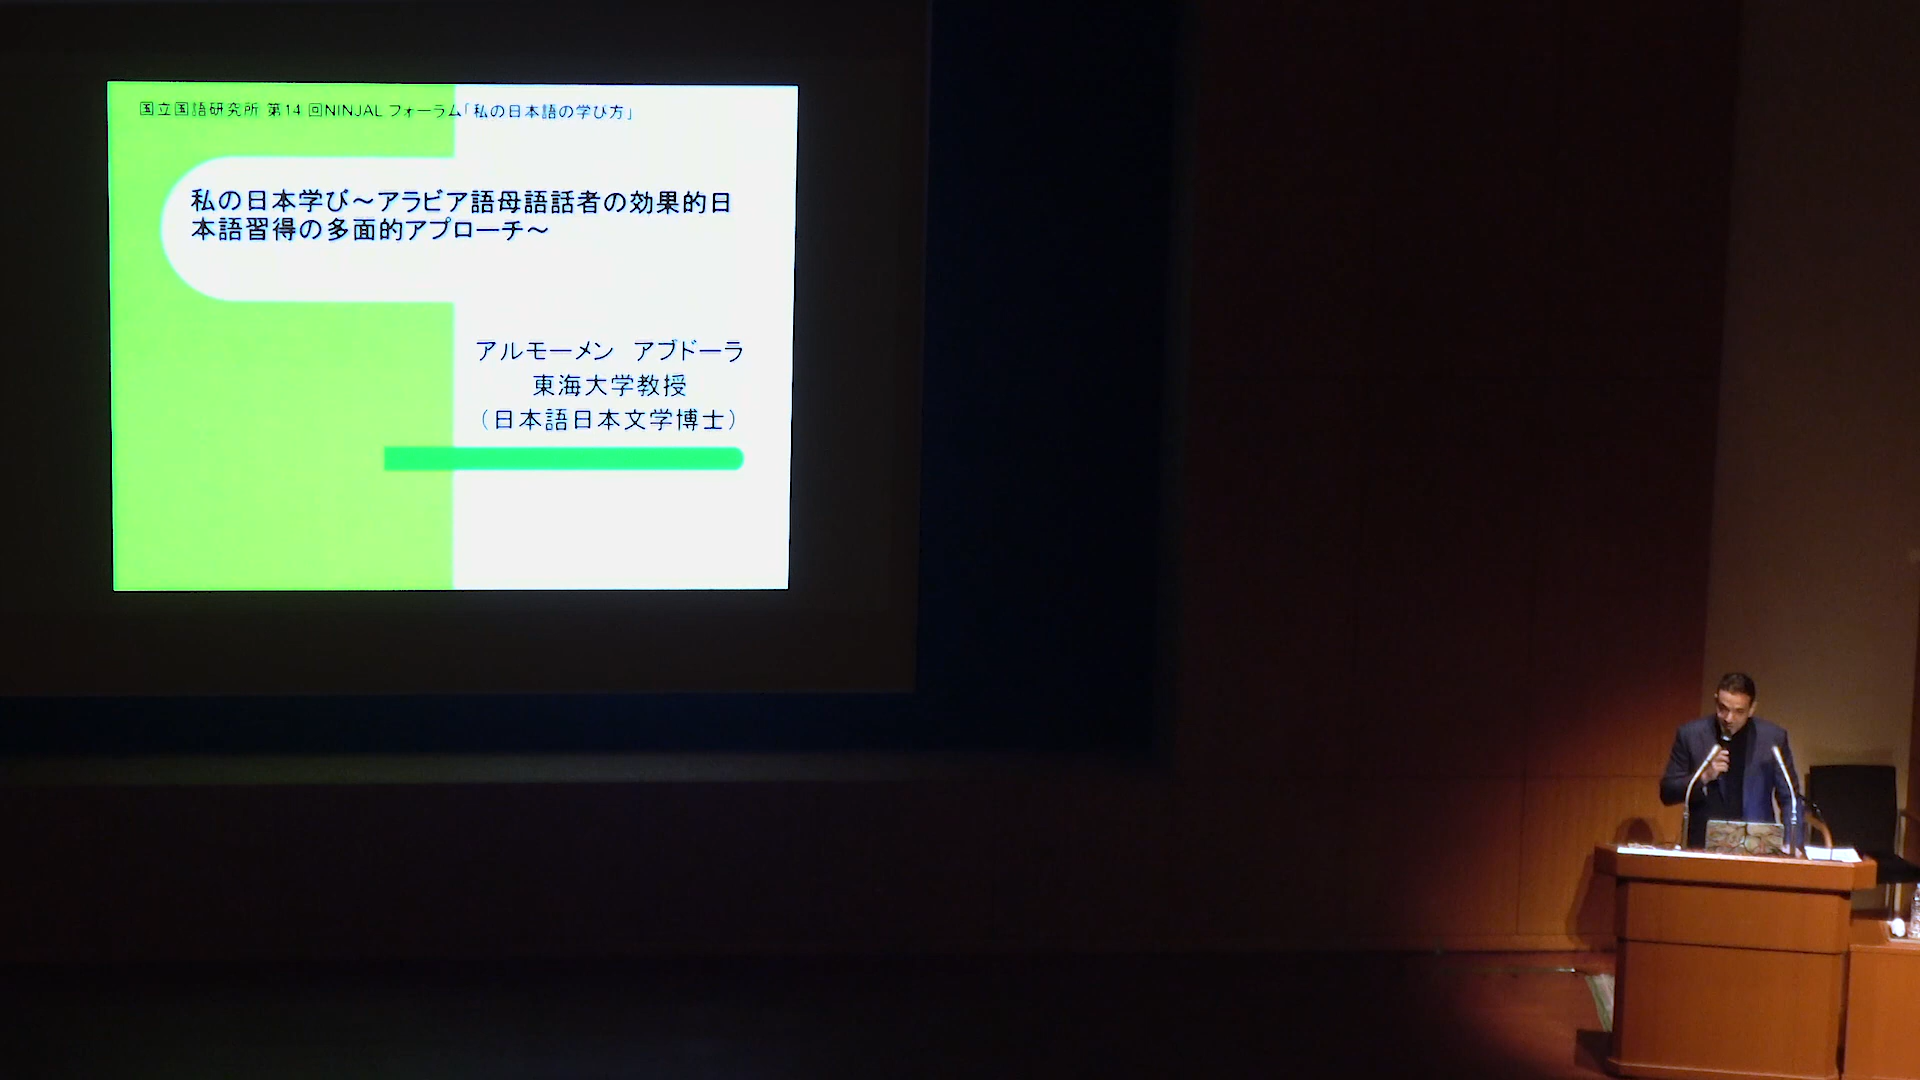 国立国語研究所 第14 回NINJAL フォーラム「私の日本語の学び方」
私の日本学び～アラビア語母語話者の効果的日
本語習得の多面的アプローチ～
アルモーメン　アブドーラ
東海大学教授
（日本語日本文学博士）